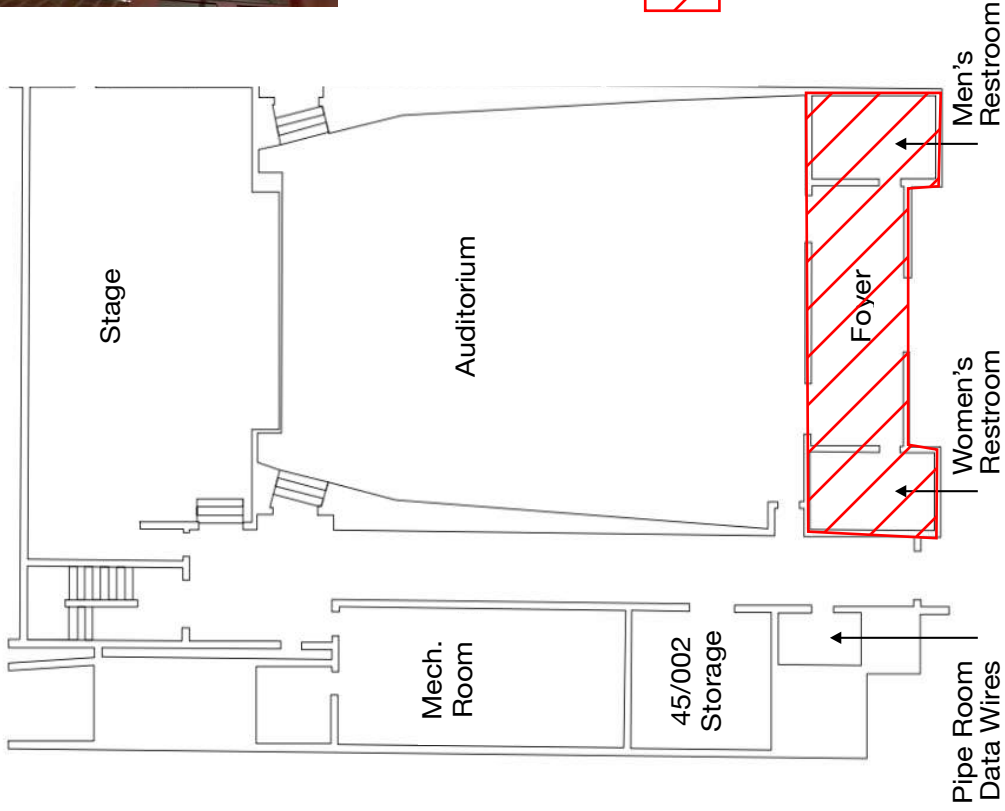 Stage
Auditorium
Foyer
Men's
Restroom
Women's
Restroom
Mech.
Room
45/002
Storage
Pipe Room
Data Wires